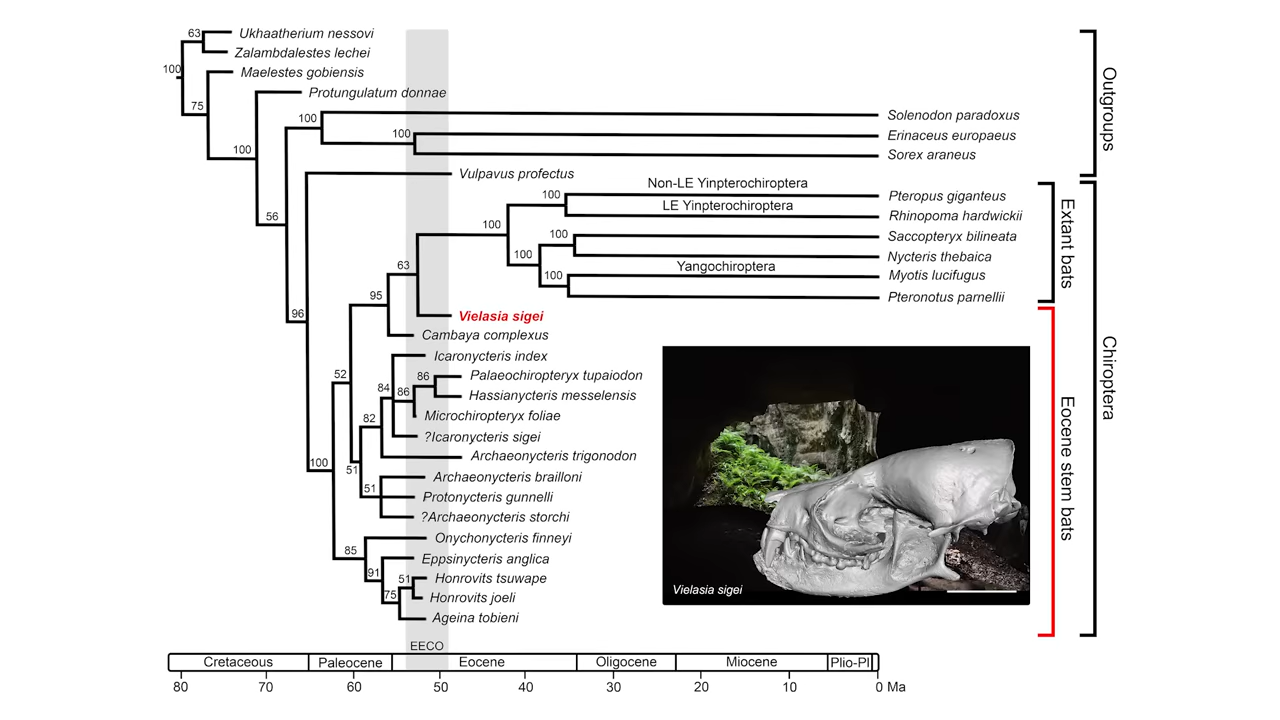 63
Ukhaatherium nessovi
Zalambdalestes lechei
100
Maelestes gobiensis
75
Protungulatum donnae
100
Solenodon paradoxus
100
Erinaceus europaeus
100
Sorex araneus
Outgroups
Vulpavus profectus
56
Non-LE Yinpterochiroptera
100
Pteropus giganteus
LE Yinpterochiroptera
Rhinopoma hardwickii
100
100
Saccopteryx bilineata
100
Nycteris thebaica
Yangochiroptera
100
Myotis lucifugus
Pteronotus parnellii
Extant bats
63
95
96
Vielasia sigei
Cambaya complexus
Icaronycteris index
52
86
Palaeochiropteryx tupaiodon
84
86
Hassianycteris messelensis
Microchiropteryx foliae
82
?Icaronycteris sigei
Archaeonycteris trigonodon
100
51
Archaeonycteris brailloni
51
Protonycteris gunnelli
?Archaeonycteris storchi
Onychonycteris finneyi
85
Eppsinycteris anglica
91
51
Honrovits tsuwape
75
Honrovits joeli
Ageina tobieni
Eocene stem bats
Chiroptera
Vielasia sigei
EECO
Cretaceous Paleocene Eocene Oligocene Miocene Plio-Pl
80 70 60 50 40 30 20 10 0 Ma